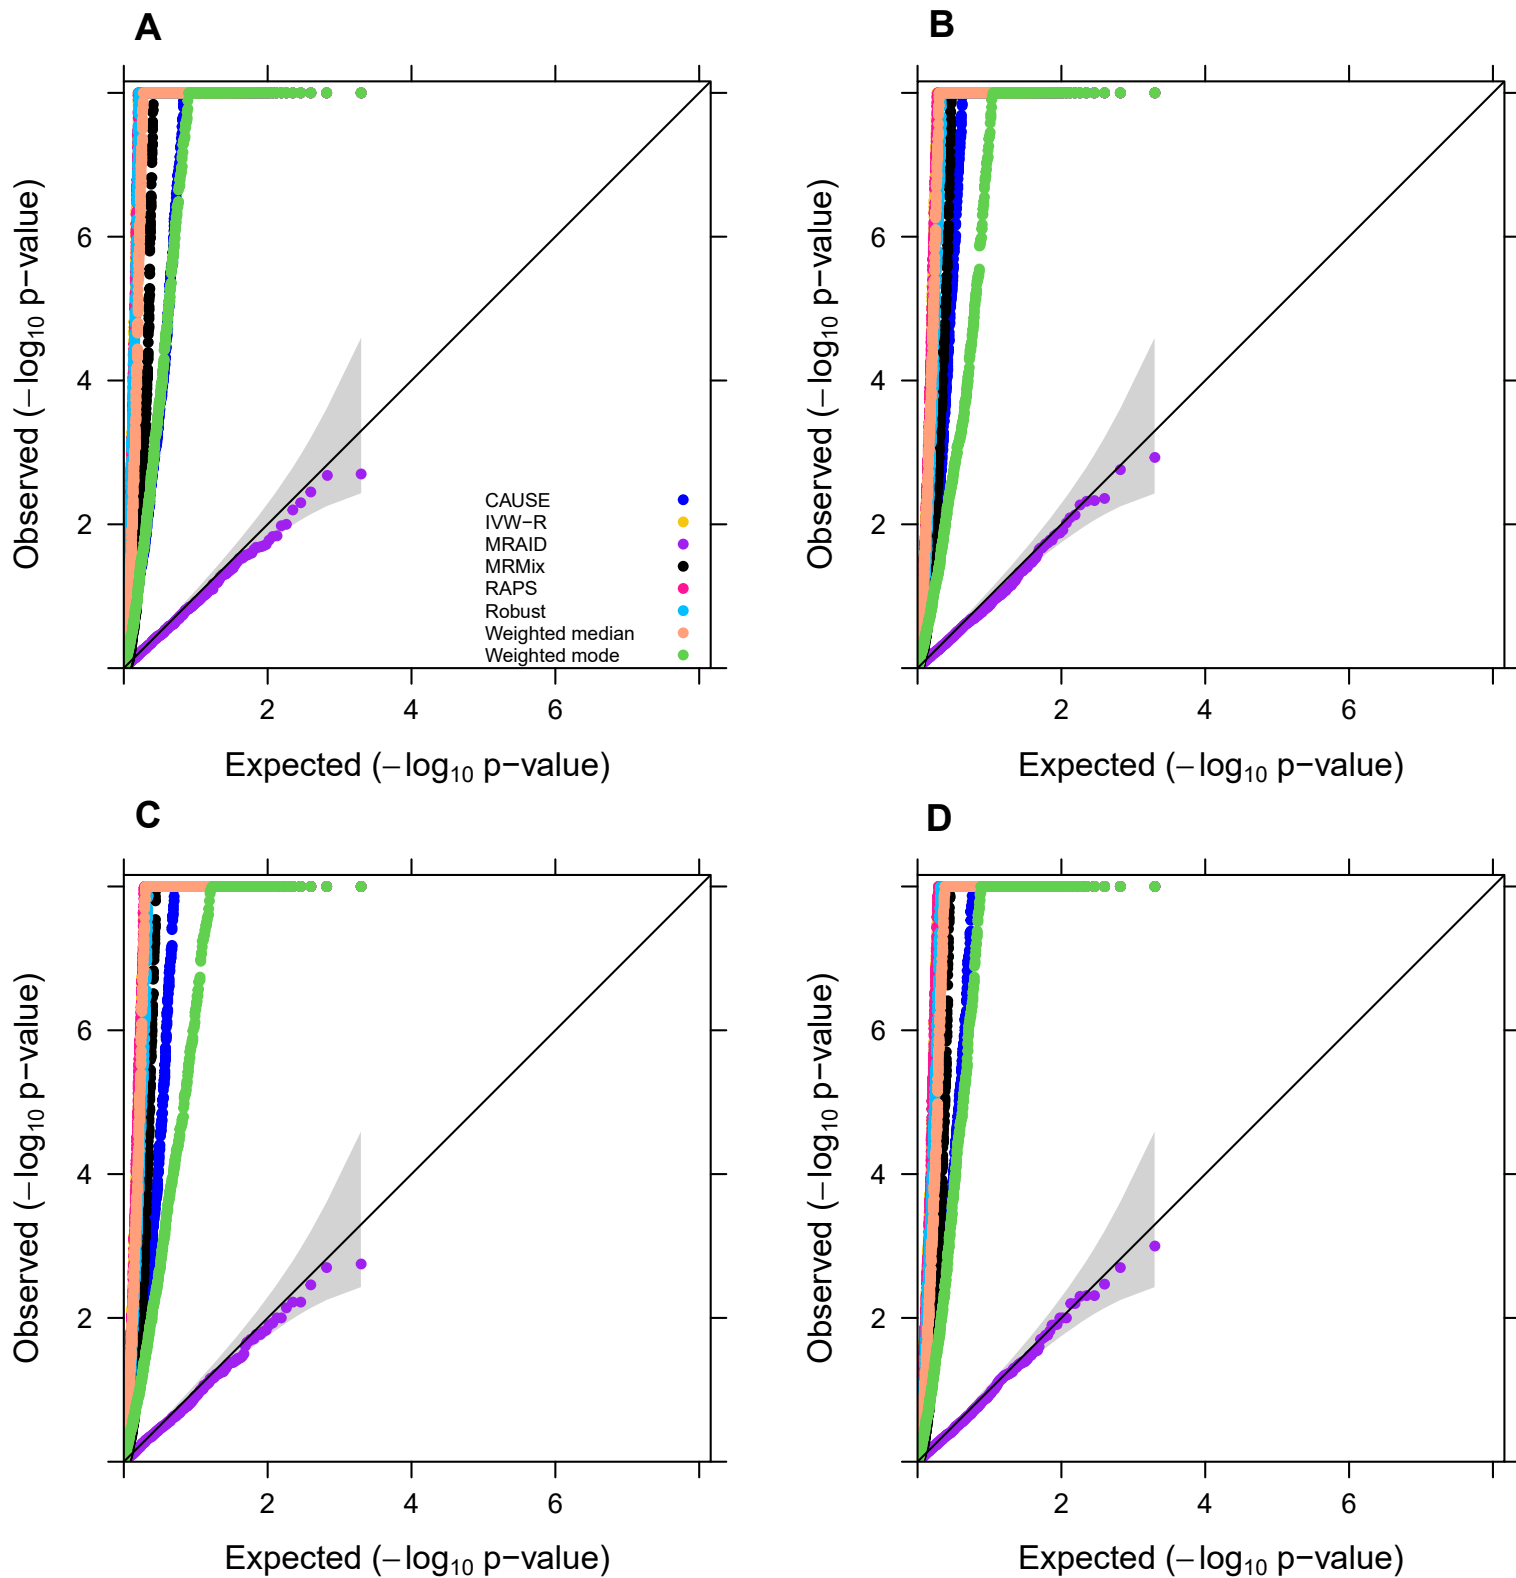 A
Observed (−log10 p−value)
6
4
2
CAUSE
IVW−R
MRAID
MRMix
RAPS
Robust
Weighted median
Weighted mode
2 4 6
Expected (−log10 p−value)
B
Observed (−log10 p−value)
6
4
2
2 4 6
Expected (−log10 p−value)
C
Observed (−log10 p−value)
6
4
2
2 4 6
Expected (−log10 p−value)
D
Observed (−log10 p−value)
6
4
2
2 4 6
Expected (−log10 p−value)